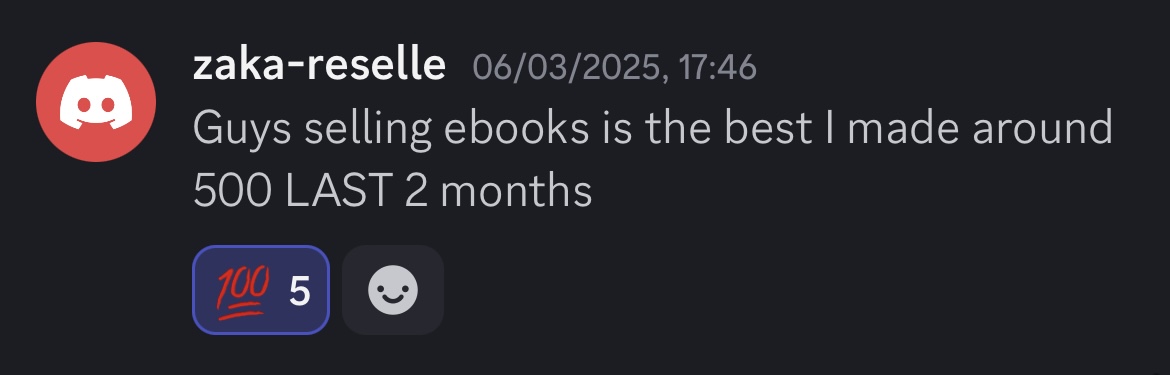 zaka-reselle 06/03/2025, 17:46
Guys selling ebooks is the best I made around
500 LAST 2 months
💯 5